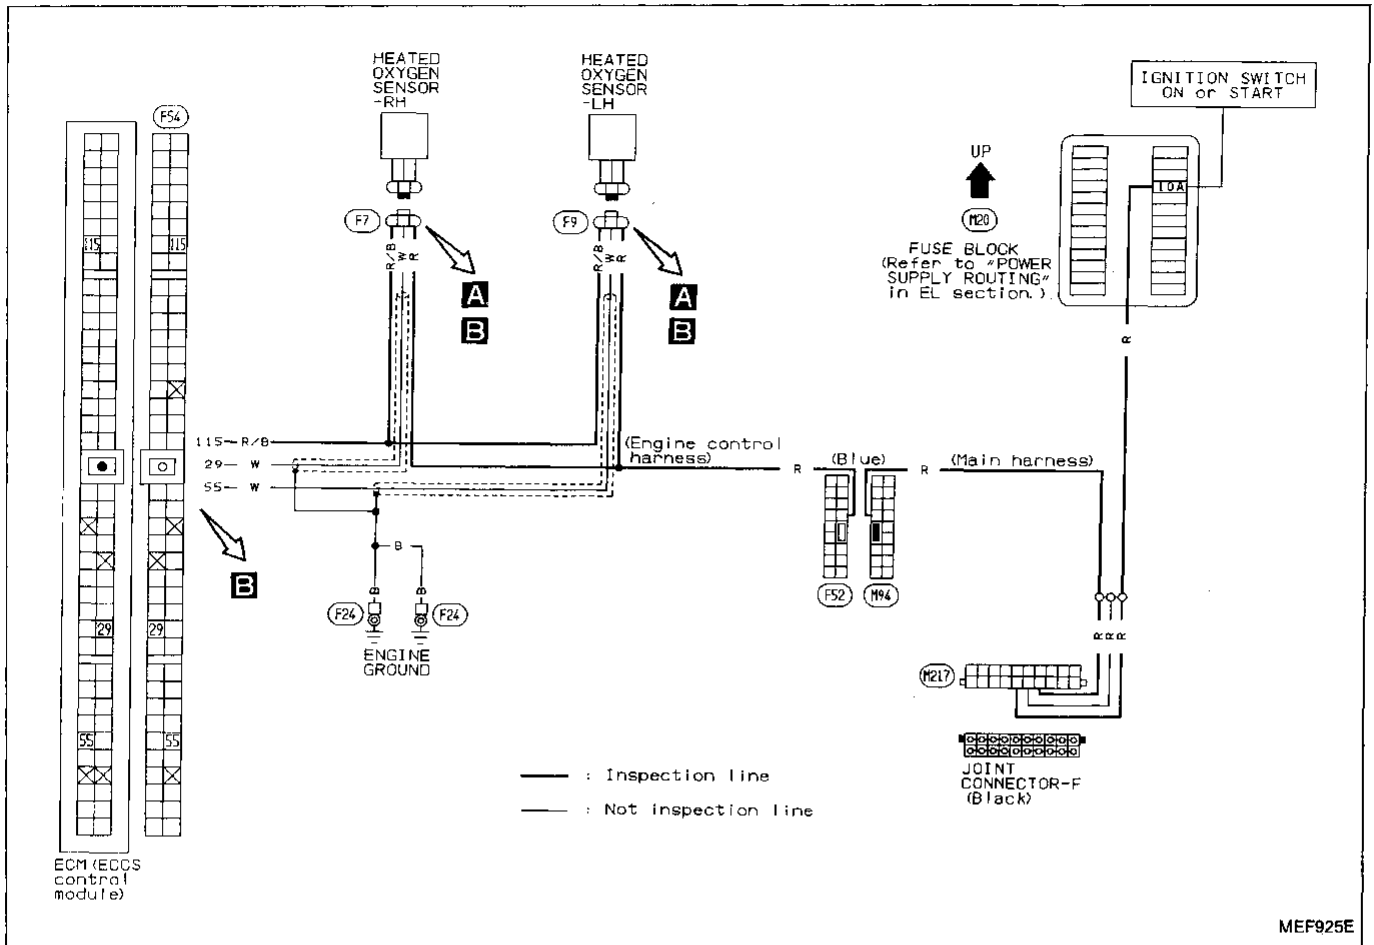 HEATED
OXYGEN
SENSOR
-RH
HEATED
OXYGEN
SENSOR
-LH
IGNITION SWITCH
ON or START
F54
UP
10A
M20
F7
F9
FUSE BLOCK
(Refer to "POWER
SUPPLY ROUTING"
in EL section.)
115
115
R/B
W
R
R/B
W
R
A
B
A
B
R
115 R/B
29 W
55 W
(Engine control
harness)
R
(Blue)
R
(Main harness)
B
B
B
B
F24
F24
ENGINE
GROUND
F52
M94
29
29
R
R
R
M217
55
55
JOINT
CONNECTOR-F
(Black)
: Inspection line
: Not inspection line
ECM (ECCS
control
module)
MEF925E